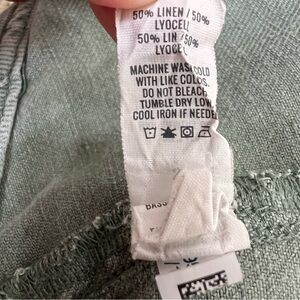 50% LINEN / 50%
LYOCELL
50% LIN / 50%
LYOCEL
MACHINE WASH COLD
WITH LIKE COLORS.
DO NOT BLEACH
TUMBLE DRY LOW
COOL IRON IF NEEDED
BASS